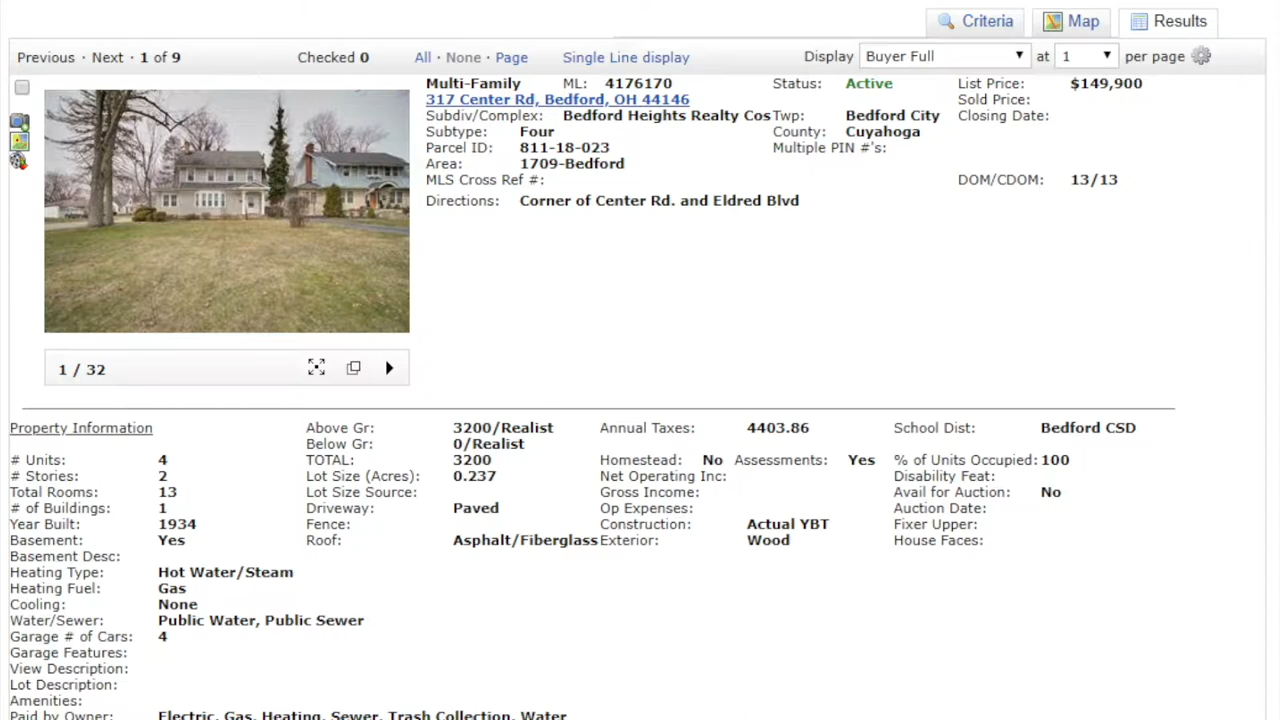 Criteria Map Results
Previous · Next · 1 of 9 Checked 0 All · None · Page Single Line display Display Buyer Full at 1 per page
Multi-Family ML: 4176170 Status: Active List Price: $149,900
317 Center Rd, Bedford, OH 44146 Sold Price:
Subdiv/Complex: Bedford Heights Realty Cos Twp: Bedford City Closing Date:
Subtype: Four County: Cuyahoga
Parcel ID: 811-18-023 Multiple PIN #'s:
Area: 1709-Bedford
MLS Cross Ref #: DOM/CDOM: 13/13
Directions: Corner of Center Rd. and Eldred Blvd
1 / 32
Property Information Above Gr: 3200/Realist Annual Taxes: 4403.86 School Dist: Bedford CSD
Below Gr: 0/Realist
# Units: 4 TOTAL: 3200 Homestead: No Assessments: Yes % of Units Occupied: 100
# Stories: 2 Lot Size (Acres): 0.237 Net Operating Inc: Disability Feat:
Total Rooms: 13 Lot Size Source: Gross Income: Avail for Auction: No
# of Buildings: 1 Driveway: Paved Op Expenses: Auction Date:
Year Built: 1934 Fence: Construction: Actual YBT Fixer Upper:
Basement: Yes Roof: Asphalt/Fiberglass Exterior: Wood House Faces:
Basement Desc:
Heating Type: Hot Water/Steam
Heating Fuel: Gas
Cooling: None
Water/Sewer: Public Water, Public Sewer
Garage # of Cars: 4
Garage Features:
View Description:
Lot Description:
Amenities:
Paid by Owner: Electric, Gas, Heating, Sewer, Trash Collection, Water